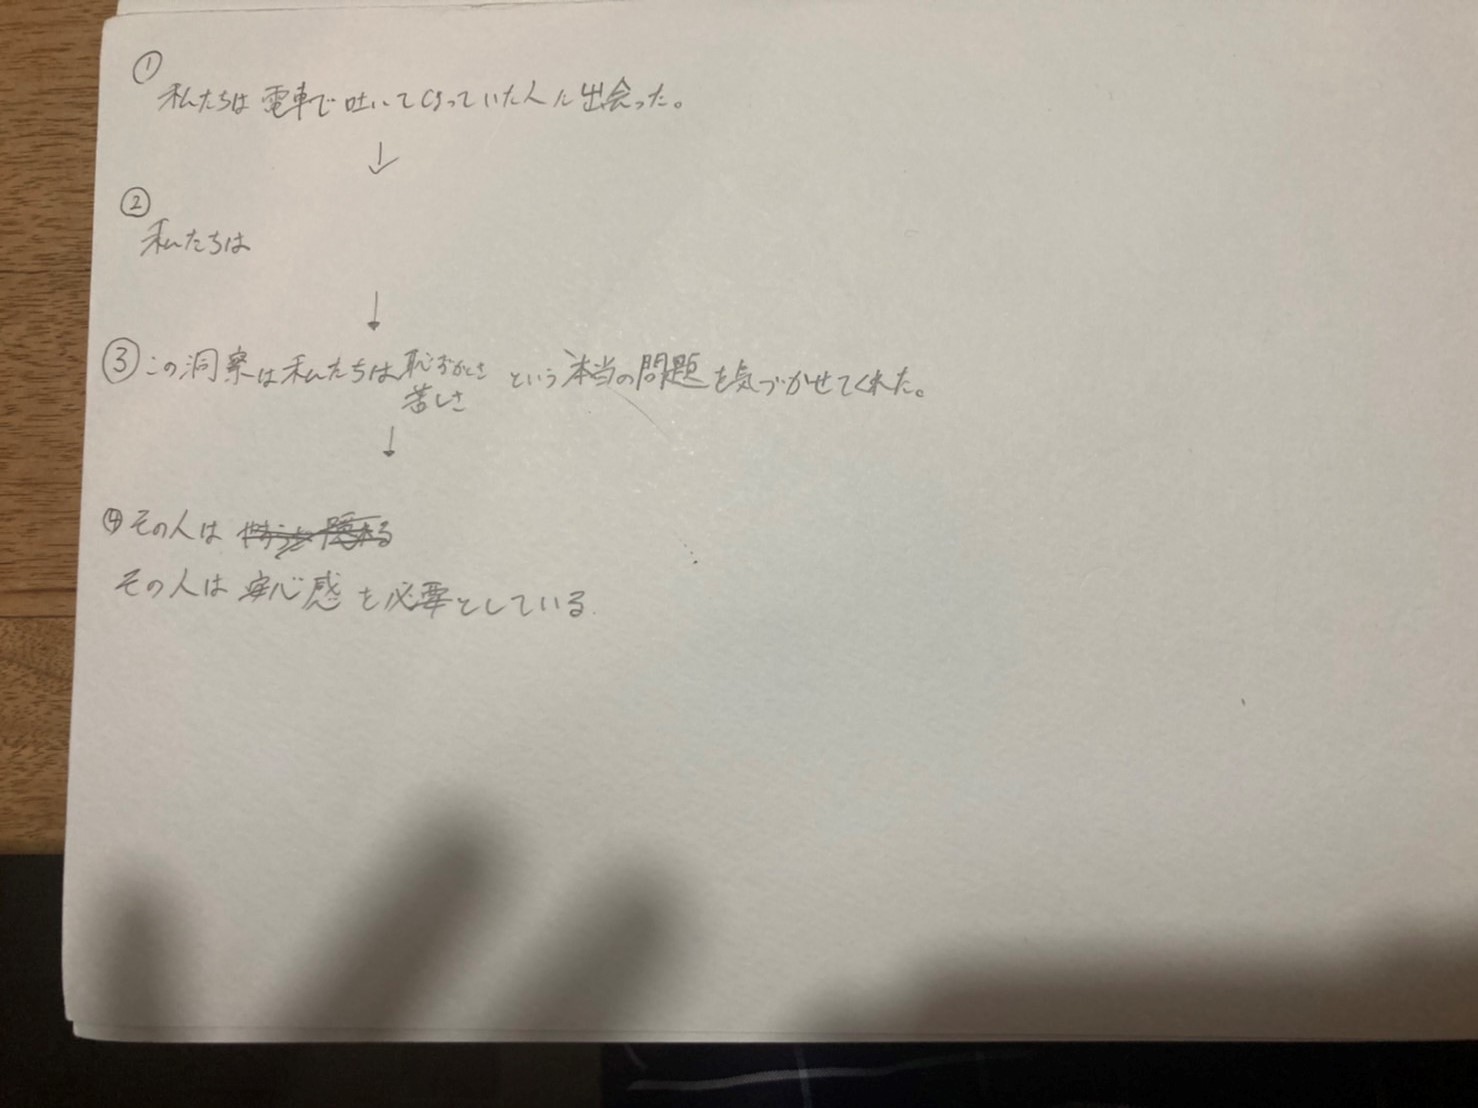 ①
私たちは電車で吐いてしまっていた人に出会った。
↓
②
私たちは
↓
③この洞察は私たちは恥ずかしさ
苦しさ
という本当の問題を気づかせてくれた。
↓
④その人は
その人は安心感を必要としている.